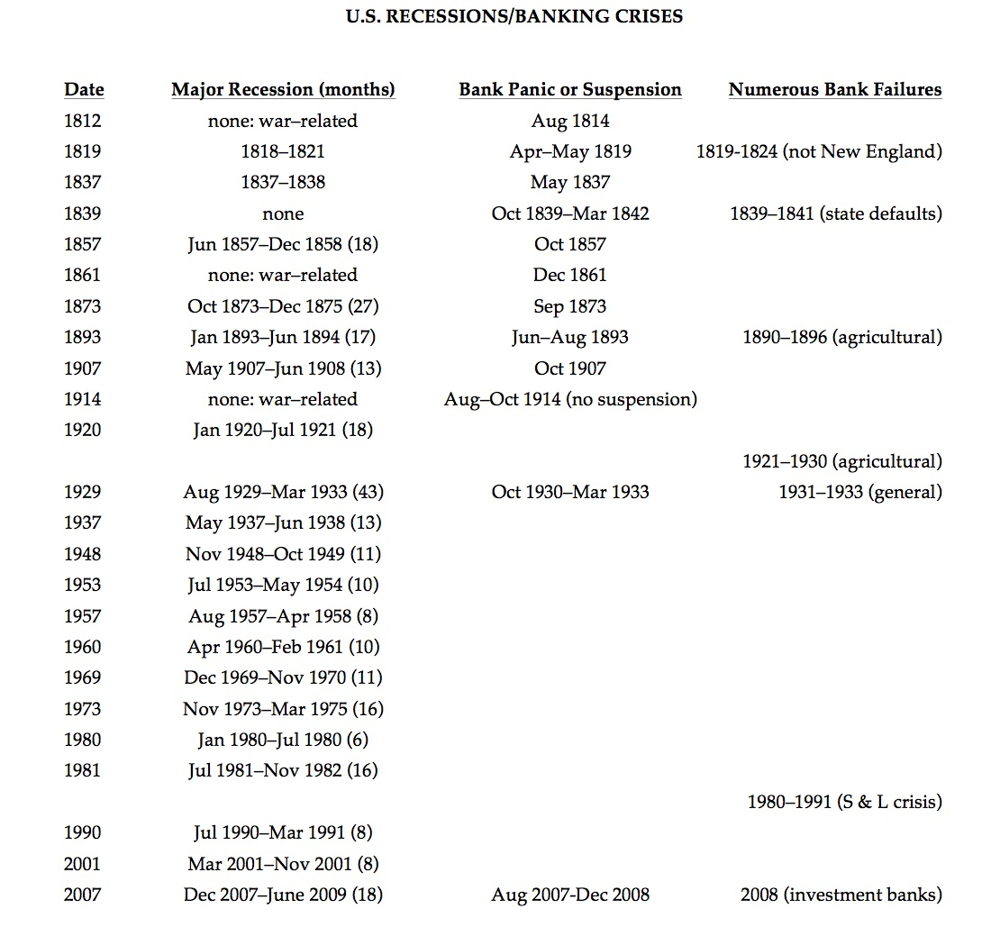 U.S. RECESSIONS/BANKING CRISES
Date Major Recession (months) Bank Panic or Suspension Numerous Bank Failures
1812 none: war–related Aug 1814
1819 1818–1821 Apr–May 1819 1819-1824 (not New England)
1837 1837–1838 May 1837
1839 none Oct 1839–Mar 1842 1839–1841 (state defaults)
1857 Jun 1857–Dec 1858 (18) Oct 1857
1861 none: war–related Dec 1861
1873 Oct 1873–Dec 1875 (27) Sep 1873
1893 Jan 1893–Jun 1894 (17) Jun–Aug 1893 1890–1896 (agricultural)
1907 May 1907–Jun 1908 (13) Oct 1907
1914 none: war–related Aug–Oct 1914 (no suspension)
1920 Jan 1920–Jul 1921 (18)
1921–1930 (agricultural)
1929 Aug 1929–Mar 1933 (43) Oct 1930–Mar 1933 1931–1933 (general)
1937 May 1937–Jun 1938 (13)
1948 Nov 1948–Oct 1949 (11)
1953 Jul 1953–May 1954 (10)
1957 Aug 1957–Apr 1958 (8)
1960 Apr 1960–Feb 1961 (10)
1969 Dec 1969–Nov 1970 (11)
1973 Nov 1973–Mar 1975 (16)
1980 Jan 1980–Jul 1980 (6)
1981 Jul 1981–Nov 1982 (16)
1980–1991 (S & L crisis)
1990 Jul 1990–Mar 1991 (8)
2001 Mar 2001–Nov 2001 (8)
2007 Dec 2007–June 2009 (18) Aug 2007-Dec 2008 2008 (investment banks)